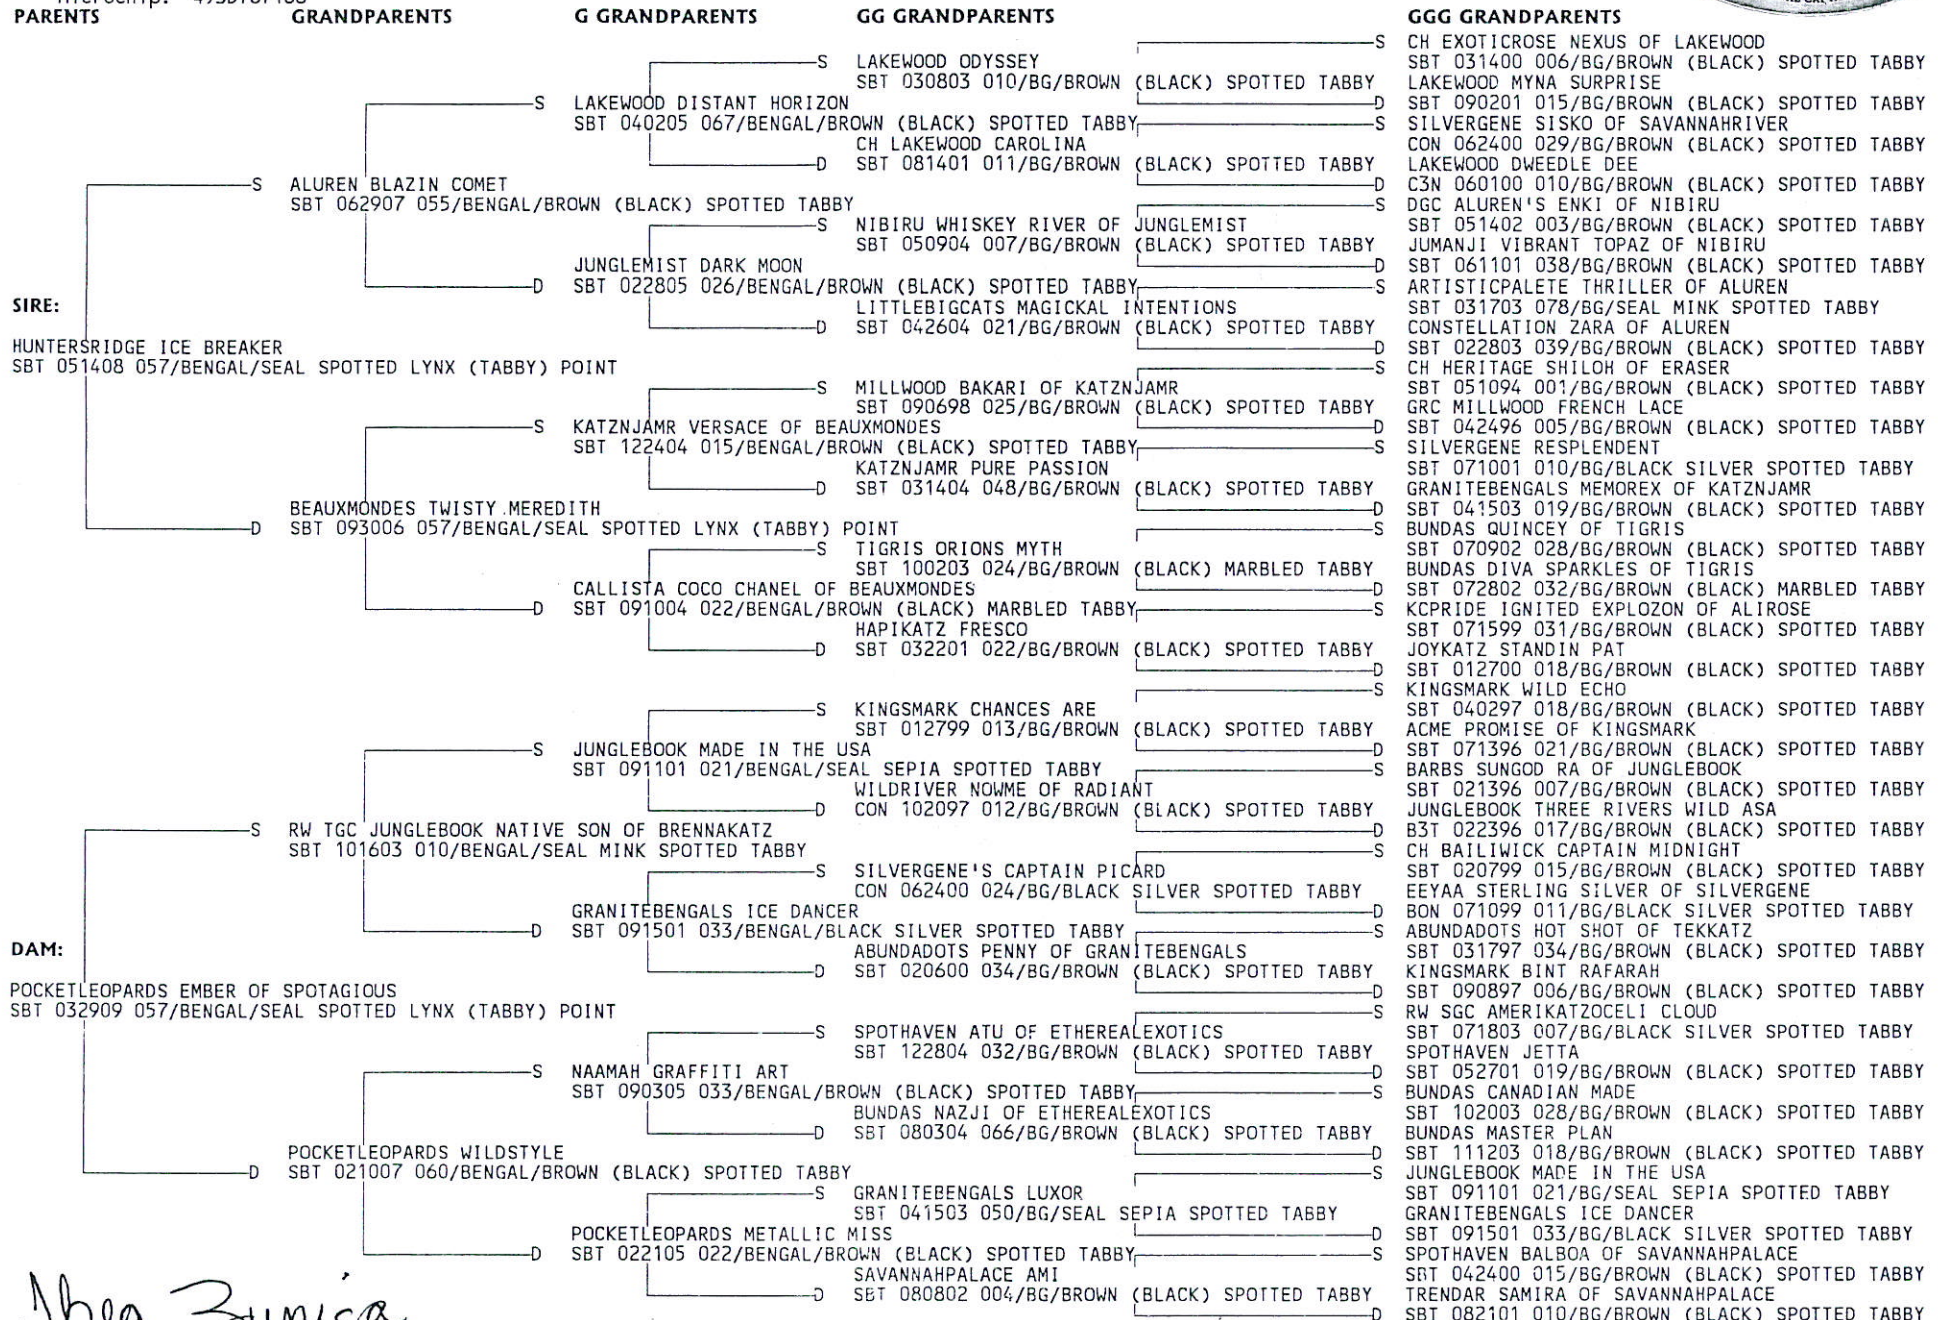 Microchip:
PARENTS GRANDPARENTS G GRANDPARENTS GG GRANDPARENTS GGG GRANDPARENTS
S CH EXOTICROSE NEXUS OF LAKEWOOD
S LAKEWOOD ODYSSEY SBT 031400 006/BG/BROWN (BLACK) SPOTTED TABBY
SBT 030803 010/BG/BROWN (BLACK) SPOTTED TABBY LAKEWOOD MYNA SURPRISE
S LAKEWOOD DISTANT HORIZON D SBT 090201 015/BG/BROWN (BLACK) SPOTTED TABBY
SBT 040205 067/BENGAL/BROWN (BLACK) SPOTTED TABBY S SILVERGENE SISKO OF SAVANNAHRIVER
CH LAKEWOOD CAROLINA CON 062400 029/BG/BROWN (BLACK) SPOTTED TABBY
D SBT 081401 011/BG/BROWN (BLACK) SPOTTED TABBY LAKEWOOD DWEEDLE DEE
S ALUREN BLAZIN COMET D C3N 060100 010/BG/BROWN (BLACK) SPOTTED TABBY
SBT 062907 055/BENGAL/BROWN (BLACK) SPOTTED TABBY S DGC ALUREN'S ENKI OF NIBIRU
S NIBIRU WHISKEY RIVER OF JUNGLEMIST SBT 051402 003/BG/BROWN (BLACK) SPOTTED TABBY
SBT 050904 007/BG/BROWN (BLACK) SPOTTED TABBY JUMANJI VIBRANT TOPAZ OF NIBIRU
JUNGLEMIST DARK MOON D SBT 061101 038/BG/BROWN (BLACK) SPOTTED TABBY
D SBT 022805 026/BENGAL/BROWN (BLACK) SPOTTED TABBY S ARTISTICPALETE THRILLER OF ALUREN
SIRE: LITTLEBIGCATS MAGICKAL INTENTIONS SBT 031703 078/BG/SEAL MINK SPOTTED TABBY
D SBT 042604 021/BG/BROWN (BLACK) SPOTTED TABBY CONSTELLATION ZARA OF ALUREN
HUNTERSRIDGE ICE BREAKER D SBT 022803 039/BG/BROWN (BLACK) SPOTTED TABBY
SBT 051408 057/BENGAL/SEAL SPOTTED LYNX (TABBY) POINT S CH HERITAGE SHILOH OF ERASER
S MILLWOOD BAKARI OF KATZNJAMR SBT 051094 001/BG/BROWN (BLACK) SPOTTED TABBY
SBT 090698 025/BG/BROWN (BLACK) SPOTTED TABBY GRC MILLWOOD FRENCH LACE
S KATZNJAMR VERSACE OF BEAUXMONDES D SBT 042496 005/BG/BROWN (BLACK) SPOTTED TABBY
SBT 122404 015/BENGAL/BROWN (BLACK) SPOTTED TABBY S SILVERGENE RESPLENDENT
KATZNJAMR PURE PASSION SBT 071001 010/BG/BLACK SILVER SPOTTED TABBY
D SBT 031404 048/BG/BROWN (BLACK) SPOTTED TABBY GRANITEBENGALS MEMOREX OF KATZNJAMR
BEAUXMONDES TWISTY MEREDITH D SBT 041503 019/BG/BROWN (BLACK) SPOTTED TABBY
D SBT 093006 057/BENGAL/SEAL SPOTTED LYNX (TABBY) POINT S BUNDAS QUINCEY OF TIGRIS
S TIGRIS ORIONS MYTH SBT 070902 028/BG/BROWN (BLACK) SPOTTED TABBY
SBT 100203 024/BG/BROWN (BLACK) MARBLED TABBY BUNDAS DIVA SPARKLES OF TIGRIS
CALLISTA COCO CHANEL OF BEAUXMONDES D SBT 072802 032/BG/BROWN (BLACK) MARBLED TABBY
D SBT 091004 022/BENGAL/BROWN (BLACK) MARBLED TABBY S KCPRIDE IGNITED EXPLOZON OF ALIROSE
HAPIKATZ FRESCO SBT 071599 031/BG/BROWN (BLACK) SPOTTED TABBY
D SBT 032201 022/BG/BROWN (BLACK) SPOTTED TABBY JOYKATZ STANDIN PAT
D SBT 012700 018/BG/BROWN (BLACK) SPOTTED TABBY
S KINGSMARK WILD ECHO
S KINGSMARK CHANCES ARE SBT 040297 018/BG/BROWN (BLACK) SPOTTED TABBY
SBT 012799 013/BG/BROWN (BLACK) SPOTTED TABBY ACME PROMISE OF KINGSMARK
S JUNGLEBOOK MADE IN THE USA D SBT 071396 021/BG/BROWN (BLACK) SPOTTED TABBY
SBT 091101 021/BENGAL/SEAL SEPIA SPOTTED TABBY S BARBS SUNGOD RA OF JUNGLEBOOK
WILDRIVER NOWME OF RADIANT SBT 021396 007/BG/BROWN (BLACK) SPOTTED TABBY
D CON 102097 012/BG/BROWN (BLACK) SPOTTED TABBY JUNGLEBOOK THREE RIVERS WILD ASA
S RW TGC JUNGLEBOOK NATIVE SON OF BRENNAKATZ D B3T 022396 017/BG/BROWN (BLACK) SPOTTED TABBY
SBT 101603 010/BENGAL/SEAL MINK SPOTTED TABBY S CH BAILIWICK CAPTAIN MIDNIGHT
S SILVERGENE'S CAPTAIN PICARD SBT 020799 015/BG/BROWN (BLACK) SPOTTED TABBY
CON 062400 024/BG/BLACK SILVER SPOTTED TABBY EEYAA STERLING SILVER OF SILVERGENE
GRANITEBENGALS ICE DANCER D BON 071099 011/BG/BLACK SILVER SPOTTED TABBY
D SBT 091501 033/BENGAL/BLACK SILVER SPOTTED TABBY S ABUNDADOTS HOT SHOT OF TEKKATZ
DAM: ABUNDADOTS PENNY OF GRANITEBENGALS SBT 031797 034/BG/BROWN (BLACK) SPOTTED TABBY
D SBT 020600 034/BG/BROWN (BLACK) SPOTTED TABBY KINGSMARK BINT RAFARAH
POCKETLEOPARDS EMBER OF SPOTAGIOUS D SBT 090897 006/BG/BROWN (BLACK) SPOTTED TABBY
SBT 032909 057/BENGAL/SEAL SPOTTED LYNX (TABBY) POINT S RW SGC AMERIKATZOCELI CLOUD
S SPOTHAVEN ATU OF ETHEREALEXOTICS SBT 071803 007/BG/BLACK SILVER SPOTTED TABBY
SBT 122804 032/BG/BROWN (BLACK) SPOTTED TABBY SPOTHAVEN JETTA
S NAAMAH GRAFFITI ART D SBT 052701 019/BG/BROWN (BLACK) SPOTTED TABBY
SBT 090305 033/BENGAL/BROWN (BLACK) SPOTTED TABBY S BUNDAS CANADIAN MADE
BUNDAS NAZJI OF ETHEREALEXOTICS SBT 102003 028/BG/BROWN (BLACK) SPOTTED TABBY
D SBT 080304 066/BG/BROWN (BLACK) SPOTTED TABBY BUNDAS MASTER PLAN
POCKETLEOPARDS WILDSTYLE D SBT 111203 018/BG/BROWN (BLACK) SPOTTED TABBY
D SBT 021007 060/BENGAL/BROWN (BLACK) SPOTTED TABBY S JUNGLEBOOK MADE IN THE USA
S GRANITEBENGALS LUXOR SBT 091101 021/BG/SEAL SEPIA SPOTTED TABBY
SBT 041503 050/BG/SEAL SEPIA SPOTTED TABBY GRANITEBENGALS ICE DANCER
POCKETLEOPARDS METALLIC MISS D SBT 091501 033/BG/BLACK SILVER SPOTTED TABBY
D SBT 022105 022/BENGAL/BROWN (BLACK) SPOTTED TABBY S SPOTHAVEN BALBOA OF SAVANNAHPALACE
SAVANNAHPALACE AMI SBT 042400 015/BG/BROWN (BLACK) SPOTTED TABBY
D SBT 080802 004/BG/BROWN (BLACK) SPOTTED TABBY TRENDAR SAMIRA OF SAVANNAHPALACE
D SBT 082101 010/BG/BROWN (BLACK) SPOTTED TABBY